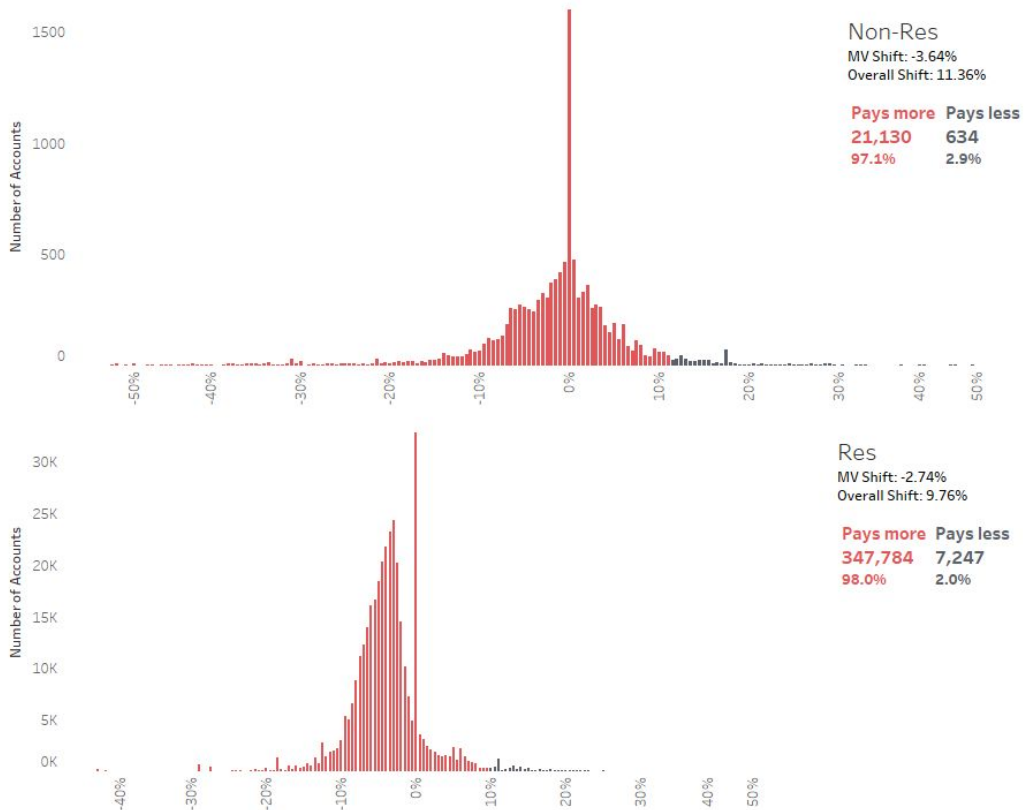 1500
1000
500
0
Number of Accounts
-50%
-40%
-30%
-20%
-10%
0%
10%
20%
30%
40%
50%
Non-Res
MV Shift: -3.64%
Overall Shift: 11.36%
Pays more Pays less
21,130 634
97.1% 2.9%
30K
25K
20K
15K
10K
5K
0K
Number of Accounts
-40%
-30%
-20%
-10%
0%
10%
20%
30%
40%
50%
Res
MV Shift: -2.74%
Overall Shift: 9.76%
Pays more Pays less
347,784 7,247
98.0% 2.0%